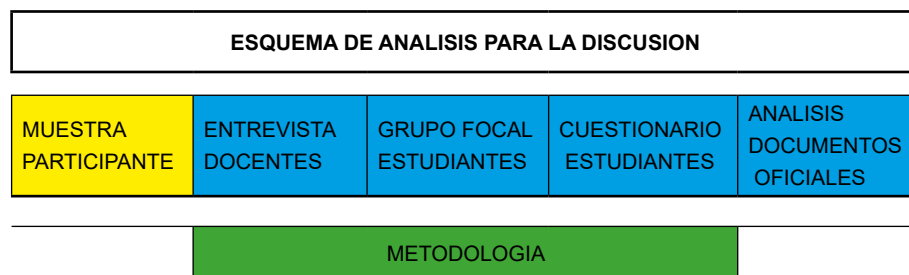 ESQUEMA DE ANALISIS PARA LA DISCUSION
MUESTRA
PARTICIPANTE
ENTREVISTA
DOCENTES
GRUPO FOCAL
ESTUDIANTES
CUESTIONARIO
ESTUDIANTES
ANALISIS
DOCUMENTOS
OFICIALES
METODOLOGIA